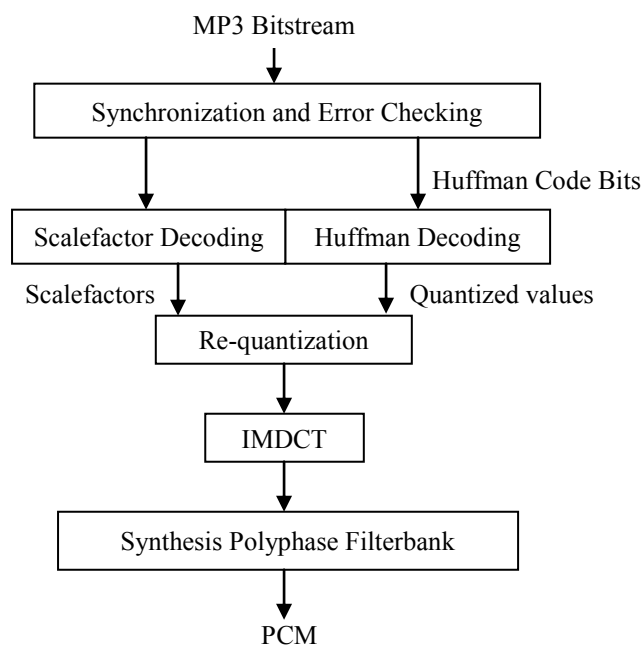 MP3 Bitstream
Synchronization and Error Checking
Huffman Code Bits
Scalefactor Decoding
Huffman Decoding
Scalefactors
Quantized values
Re-quantization
IMDCT
Synthesis Polyphase Filterbank
PCM